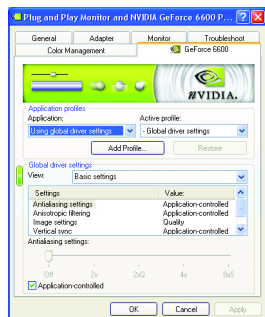 Plug and Play Monitor and NVIDIA GeForce 6600 P...
General Adapter Monitor Troubleshoot
Color Management GeForce 6600
NVIDIA.
Application profiles
Application: Active profile:
Using global driver settings - Global driver settings
Add Profile... Restore
Global driver settings
View: Basic settings
Settings Value:
Antialiasing settings Application-controlled
Anisotropic filtering Application-controlled
Image settings Quality
Vertical sync Application-controlled
Antialiasing settings:
Off 2x 2xQ 4x 8xS
Application-controlled
OK Cancel Apply